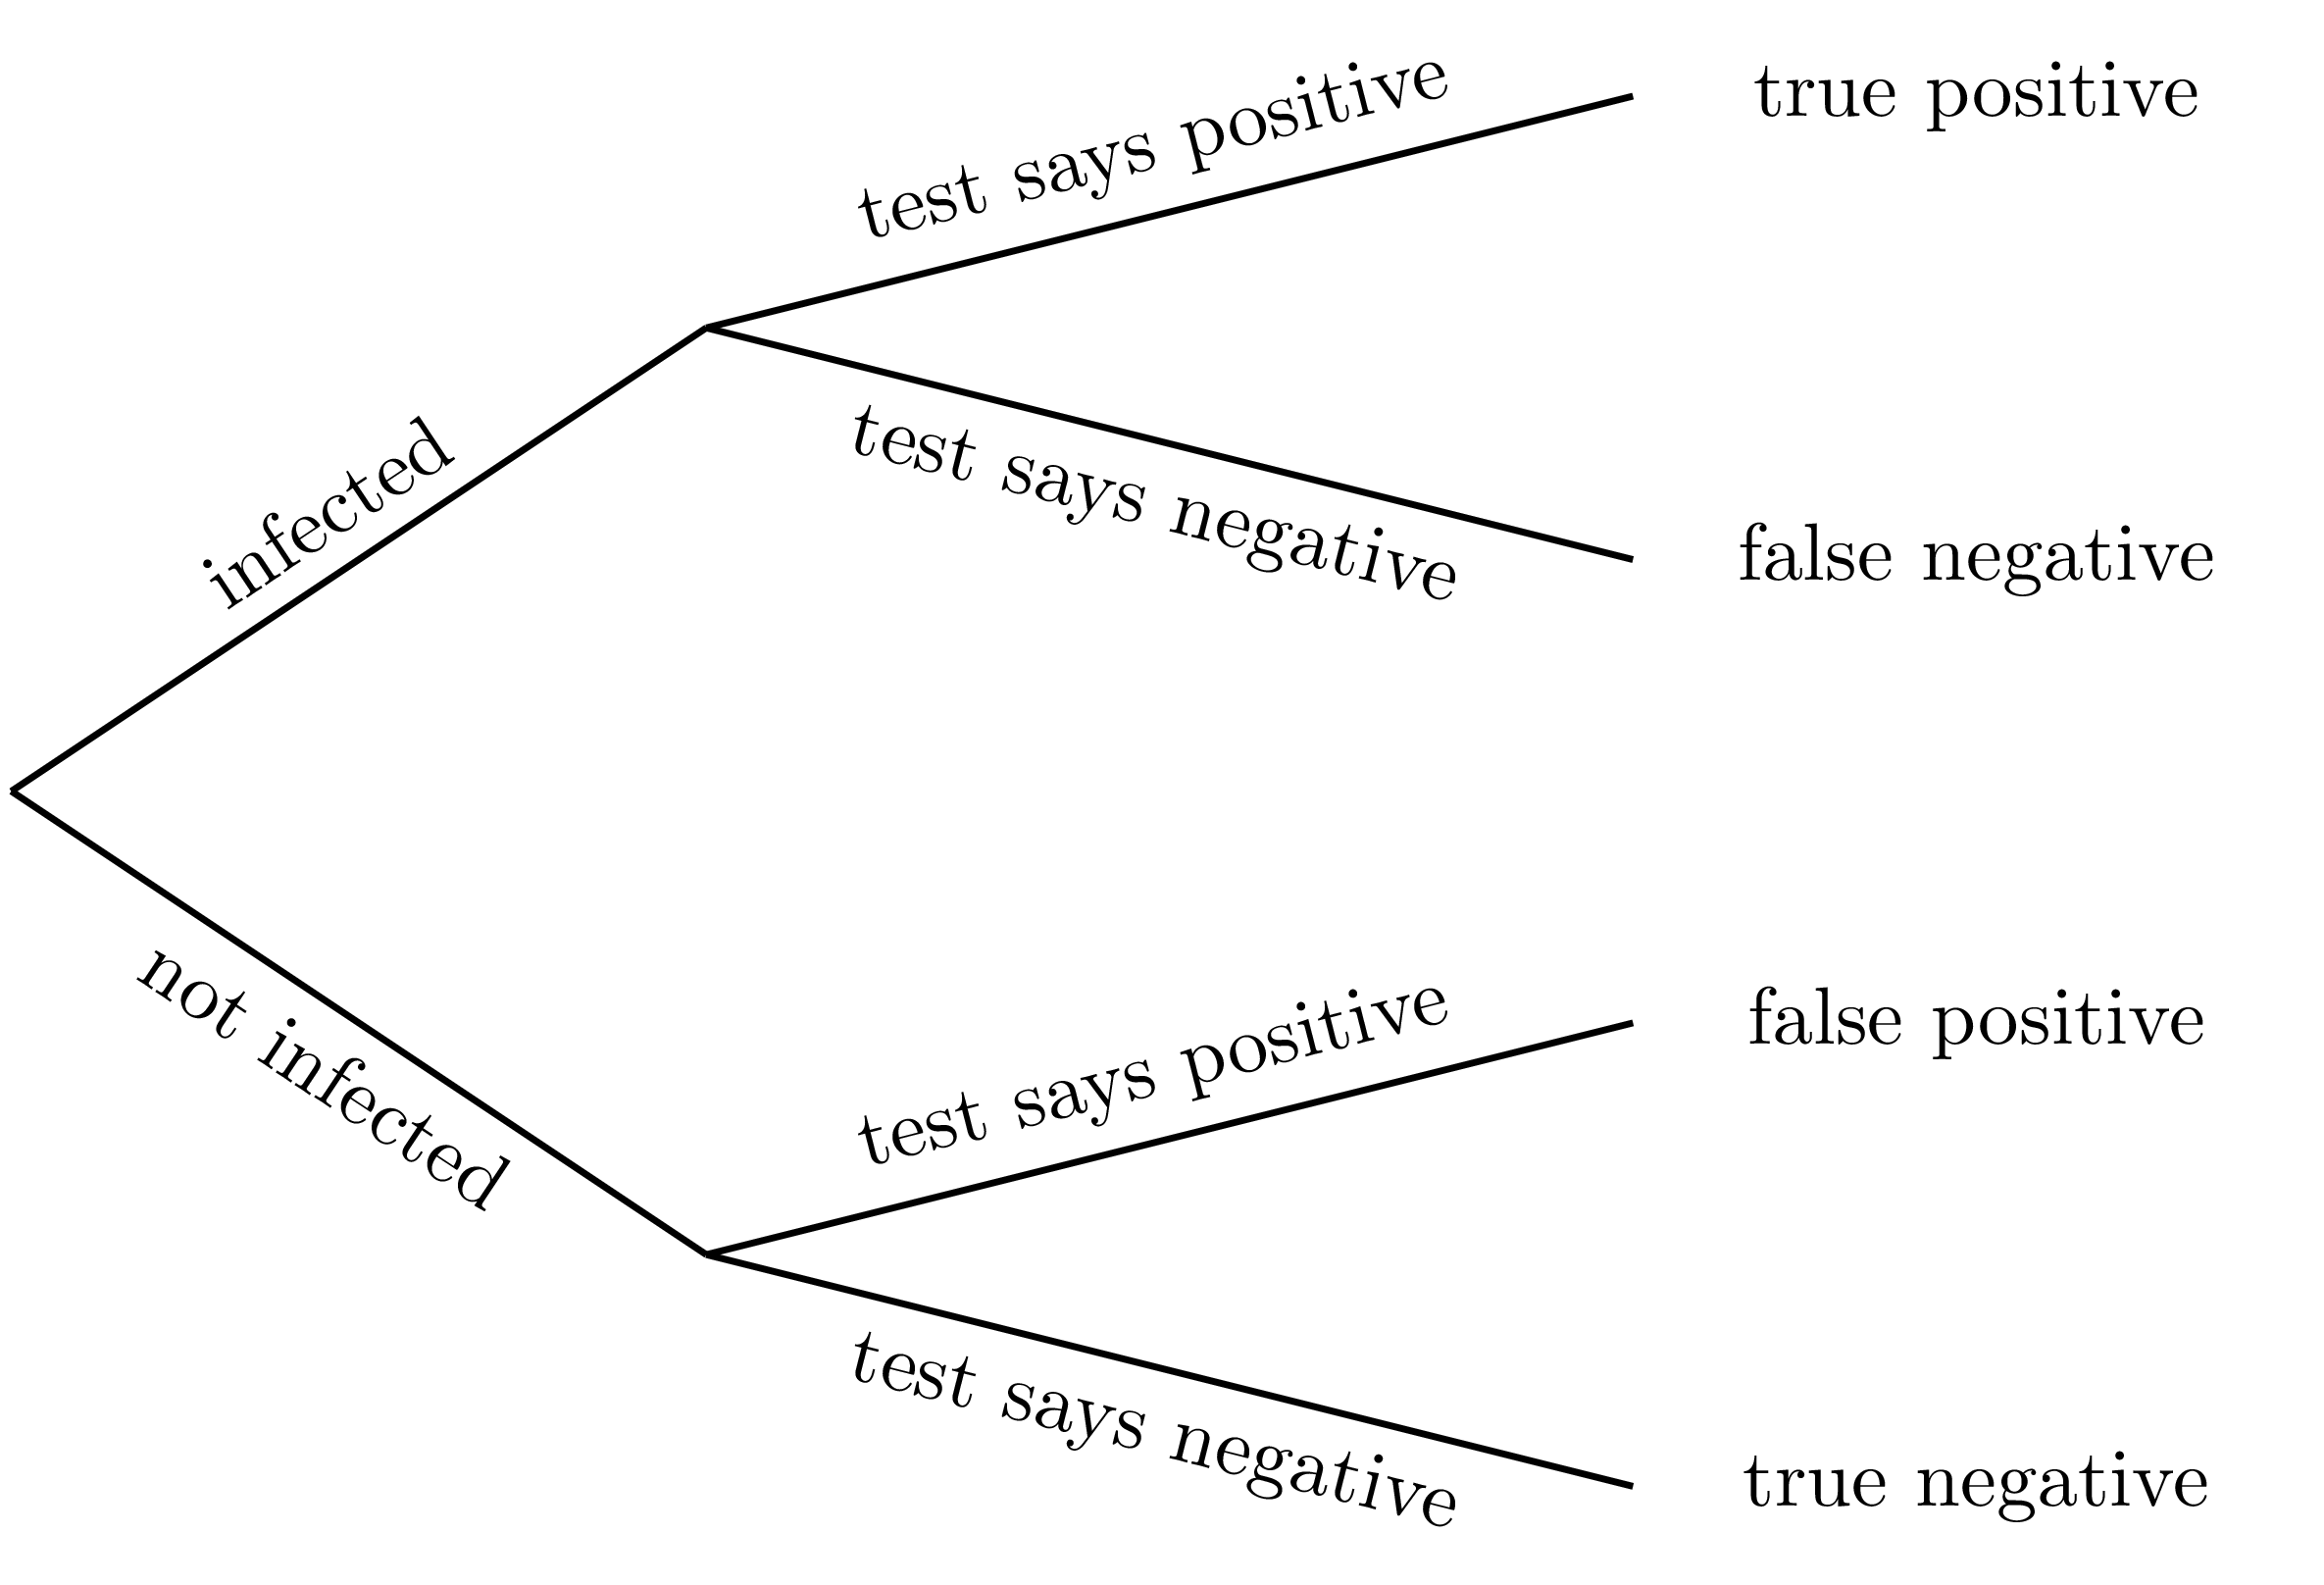 test says positive
true positive
infected
test says negative
false negative
not infected
test says positive
false positive
test says negative
true negative